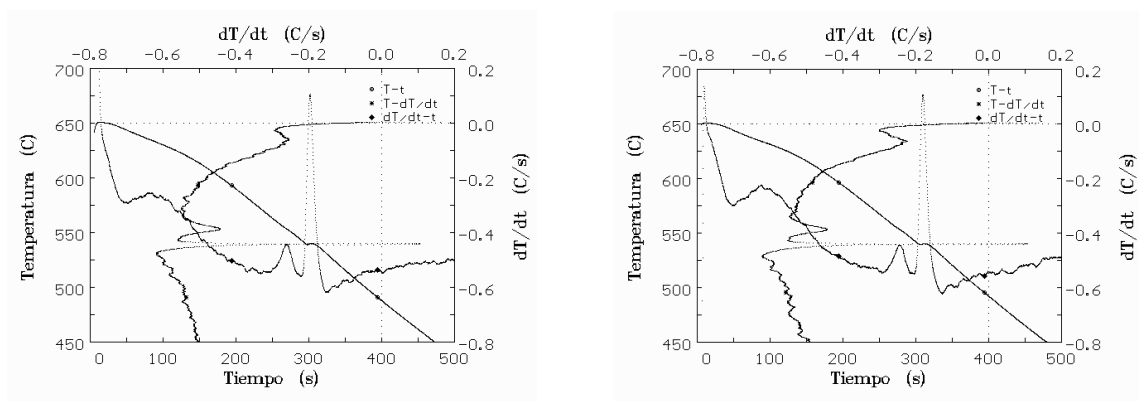 dT/dt (C/s)
-0.8 -0.6 -0.4 -0.2 0.0 0.2
700 0.2
T-t
T-dT/dt
dT/dt-t
650 0.0
600 -0.2
550 -0.4
500 -0.6
450 -0.8
Temperatura (C)
dT/dt (C/s)
0 100 200 300 400 500
Tiempo (s)
dT/dt (C/s)
-0.8 -0.6 -0.4 -0.2 0.0 0.2
700 0.2
T-t
T-dT/dt
dT/dt-t
650 0.0
600 -0.2
550 -0.4
500 -0.6
450 -0.8
Temperatura (C)
dT/dt (C/s)
0 100 200 300 400 500
Tiempo (s)